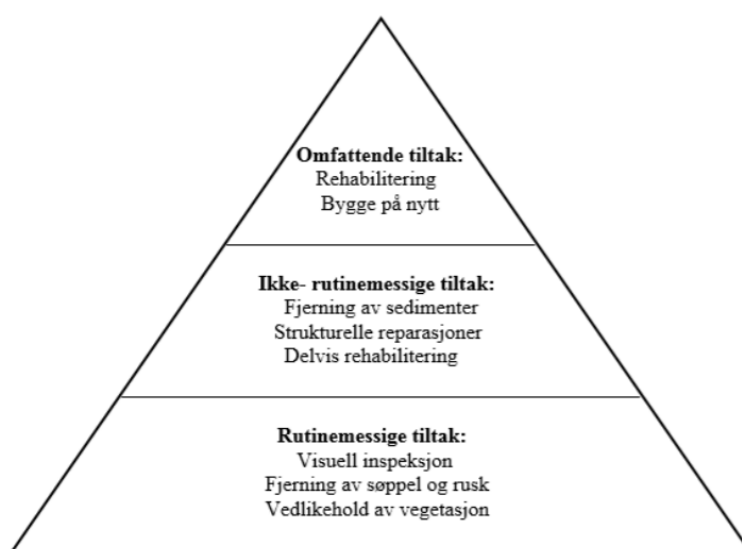 Omfattende tiltak:
Rehabilitering
Bygge på nytt
Ikke- rutinemessige tiltak:
Fjerning av sedimenter
Strukturelle reparasjoner
Delvis rehabilitering
Rutinemessige tiltak:
Visuell inspeksjon
Fjerning av søppel og rusk
Vedlikehold av vegetasjon